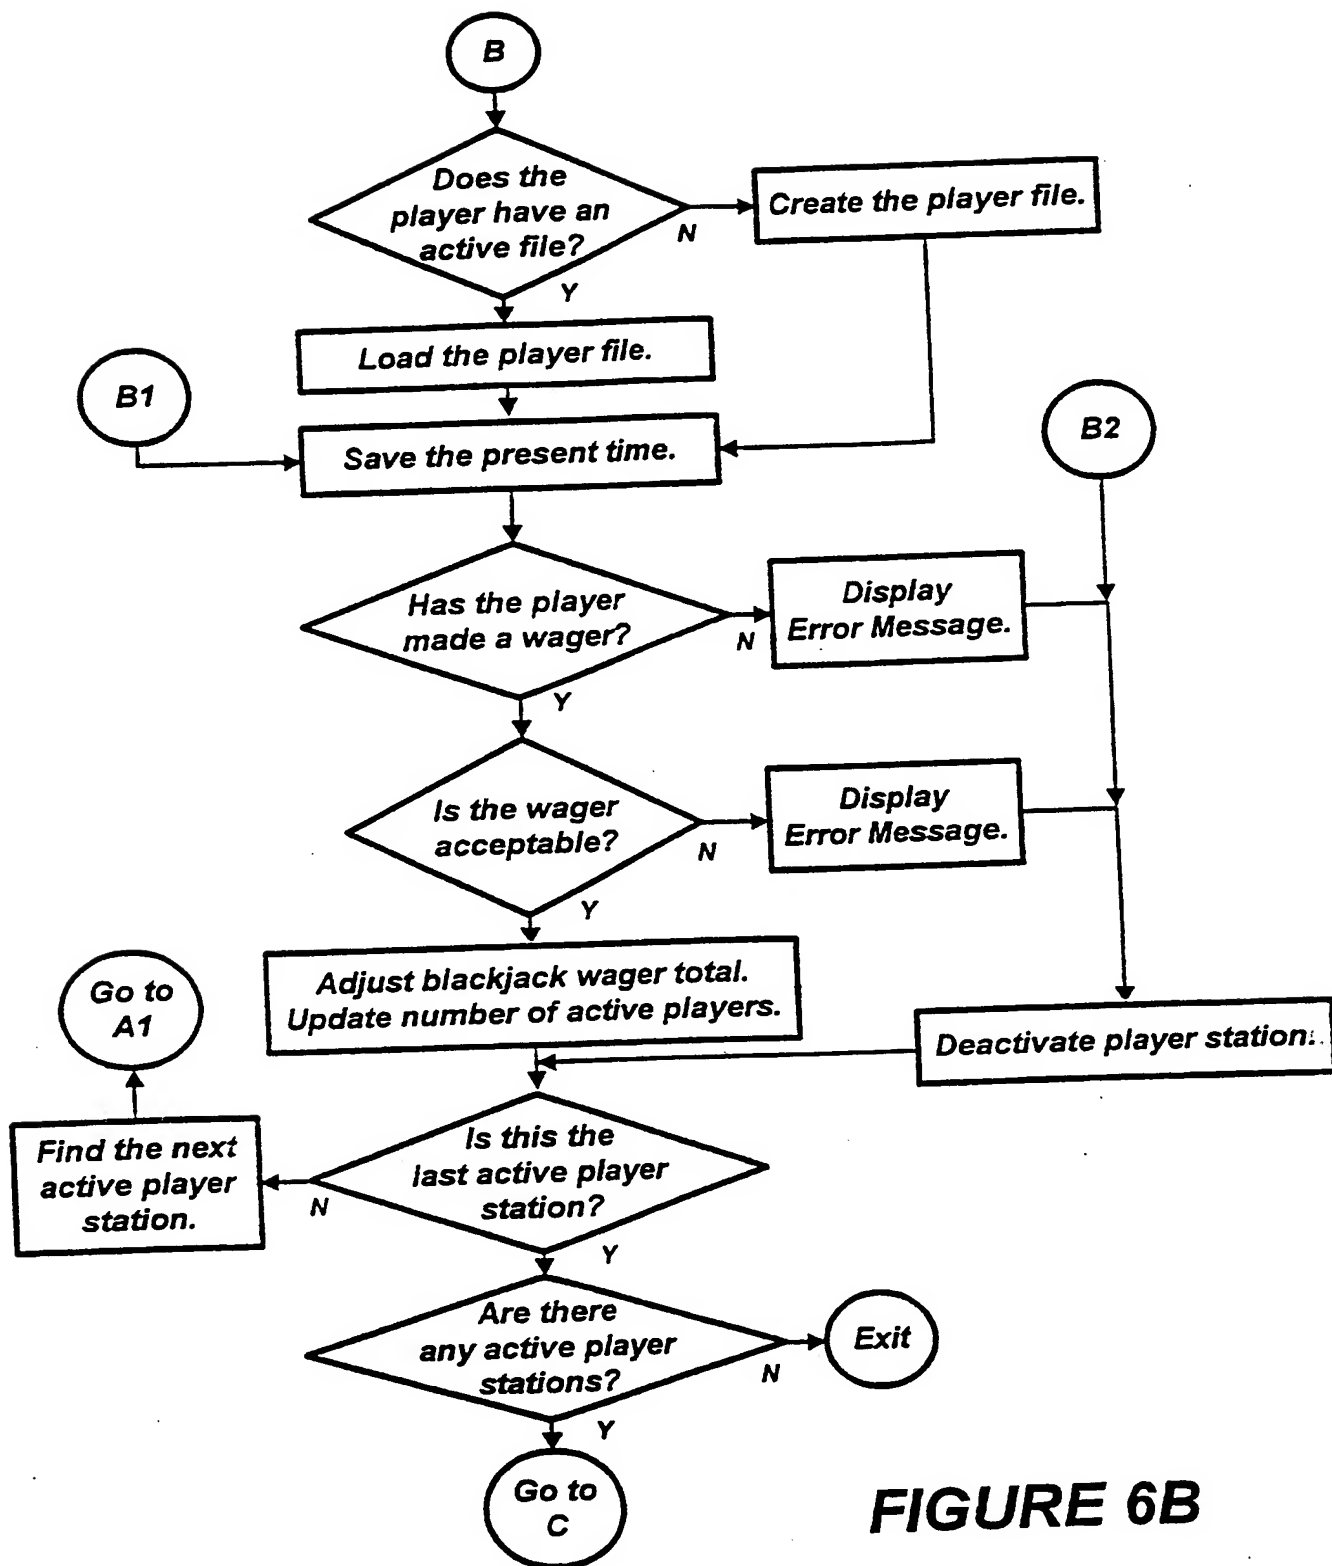 B
Does the
player have an
active file?
N
Create the player file.
Y
Load the player file.
B1
B2
Save the present time.
Has the player
made a wager?
N
Display
Error Message.
Y
Is the wager
acceptable?
N
Display
Error Message.
Y
Go to
A1
Adjust blackjack wager total.
Update number of active players.
Deactivate player station.
Find the next
active player
station.
N
Is this the
last active player
station?
Y
Are there
any active player
stations?
N
Exit
Y
Go to
C
FIGURE 6B